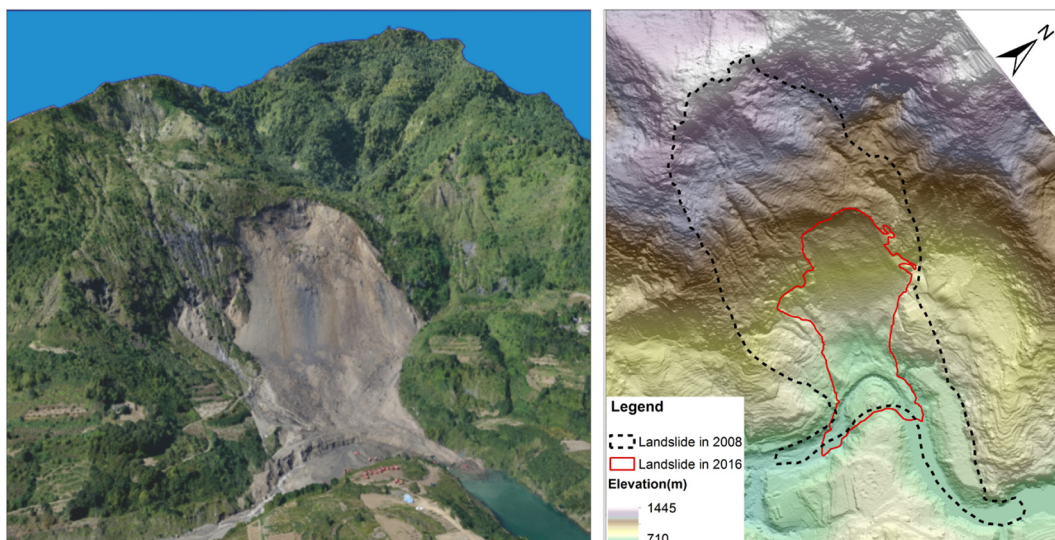 N
Legend
Landslide in 2008
Landslide in 2016
Elevation(m)
1445
710